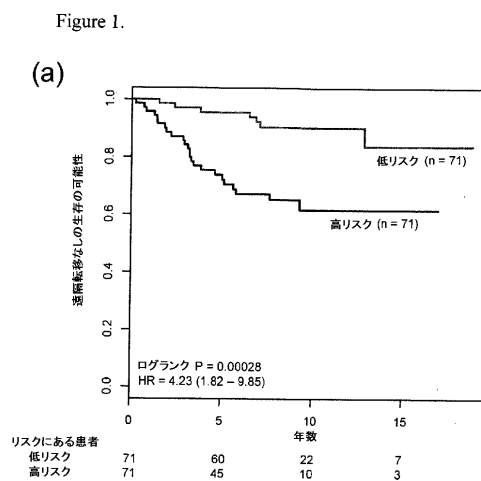 Figure 1.
(a)
遠隔転移なしの生存の可能性
1.0
0.8
0.6
0.4
0.2
0.0
低リスク (n = 71)
高リスク (n = 71)
ログランク P = 0.00028
HR = 4.23 (1.82 – 9.85)
0 5 10 15
年数
リスクにある患者
低リスク 71 60 22 7
高リスク 71 45 10 3